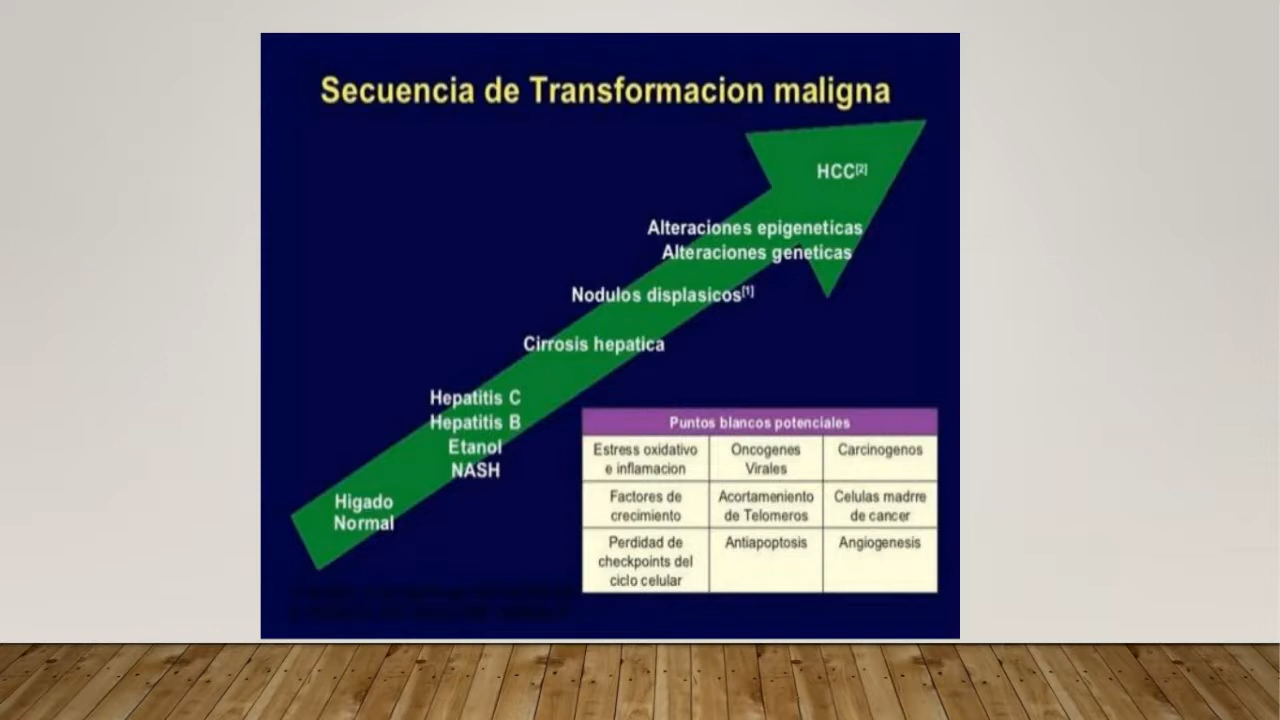 Secuencia de Transformacion maligna
HCC[2]
Alteraciones epigeneticas
Alteraciones geneticas
Nodulos displasicos[1]
Cirrosis hepatica
Hepatitis C
Hepatitis B
Etanol
NASH
Higado
Normal
Puntos blancos potenciales
Estress oxidativo
e inflamacion
Oncogenes
Virales
Carcinogenos
Factores de
crecimiento
Acortameniento
de Telomeros
Celulas madrre
de cancer
Perdidad de
checkpoints del
ciclo celular
Antiapoptosis
Angiogenesis